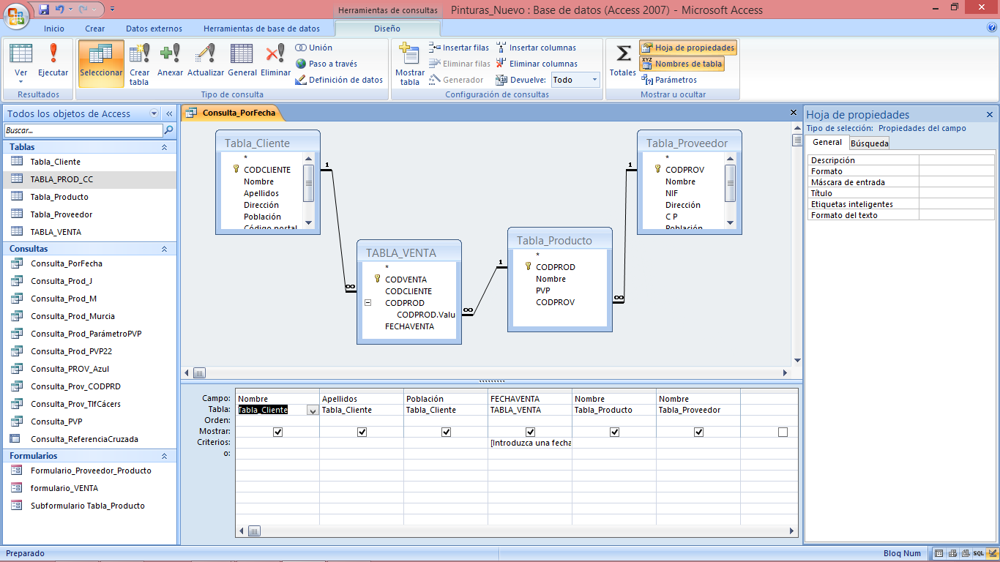 Herramientas de consultas
Pinturas_Nuevo : Base de datos (Access 2007) - Microsoft Access
Inicio
Crear
Datos externos
Herramientas de base de datos
Diseño
Ver
Ejecutar
Resultados
Seleccionar
Crear tabla
Anexar
Actualizar
General
Eliminar
Unión
Paso a través
Definición de datos
Tipo de consulta
Mostrar tabla
Insertar filas
Eliminar filas
Generador
Insertar columnas
Eliminar columnas
Devuelve: Todo
Configuración de consultas
Totales
Hoja de propiedades
Nombres de tabla
Parámetros
Mostrar u ocultar
Todos los objetos de Access
Buscar...
Tablas
Tabla_Cliente
TABLA_PROD_CC
Tabla_Producto
Tabla_Proveedor
TABLA_VENTA
Consultas
Consulta_PorFecha
Consulta_Prod_J
Consulta_Prod_M
Consulta_Prod_Murcia
Consulta_Prod_ParámetroPVP
Consulta_Prod_PVP22
Consulta_PROV_Azul
Consulta_Prov_CODPRD
Consulta_Prov_TlfCácers
Consulta_PVP
Consulta_ReferenciaCruzada
Formularios
Formulario_Proveedor_Producto
formulario_VENTA
Subformulario Tabla_Producto
Consulta_PorFecha
Tabla_Cliente
*
CODCLIENTE
Nombre
Apellidos
Dirección
Población
Código postal
1
∞
TABLA_VENTA
*
CODVENTA
CODCLIENTE
CODPROD
CODPROD.Valu
FECHAVENTA
∞
1
Tabla_Producto
*
CODPROD
Nombre
PVP
CODPROV
∞
1
Tabla_Proveedor
*
CODPROV
Nombre
NIF
Dirección
C P
Población
Campo: Nombre Apellidos Población FECHAVENTA Nombre Nombre
Tabla: Tabla_Cliente Tabla_Cliente Tabla_Cliente TABLA_VENTA Tabla_Producto Tabla_Proveedor
Orden:
Mostrar:
Criterios: [Introduzca una fecha
o:
Hoja de propiedades
Tipo de selección: Propiedades del campo
General
Búsqueda
Descripción
Formato
Máscara de entrada
Título
Etiquetas inteligentes
Formato del texto
Preparado
Bloq Num
SQL